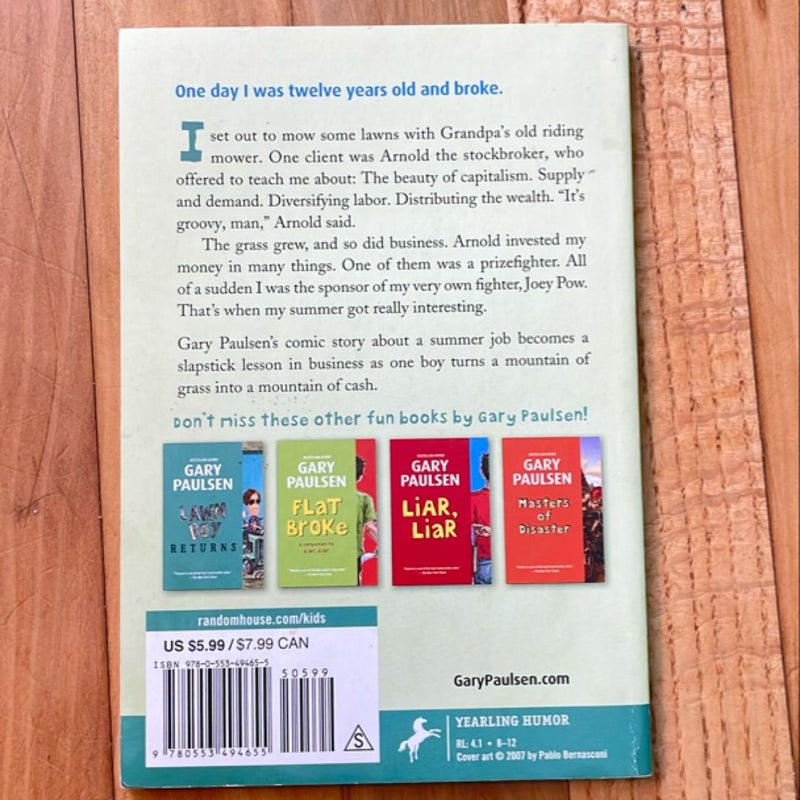 One day I was twelve years old and broke.
I set out to mow some lawns with Grandpa's old riding
mower. One client was Arnold the stockbroker, who
offered to teach me about: The beauty of capitalism. Supply
and demand. Diversifying labor. Distributing the wealth. "It's
groovy, man," Arnold said.
The grass grew, and so did business. Arnold invested my
money in many things. One of them was a prizefighter. All
of a sudden I was the sponsor of my very own fighter, Joey Pow.
That's when my summer got really interesting.
Gary Paulsen's comic story about a summer job becomes a
slapstick lesson in business as one boy turns a mountain of
grass into a mountain of cash.
Don't miss these other fun books by Gary Paulsen!
GARY
PAULSEN
LAWN
BOY
RETURNS
GARY
PAULSEN
FLAT
BROKE
a companion to
LIAR, LIAR
GARY
PAULSEN
LIAR,
LIAR
GARY
PAULSEN
Masters
of
Disaster
randomhouse.com/kids
US $5.99 / $7.99 CAN
ISBN 978-0-553-49465-5
50599
9 780553 494655
S
GaryPaulsen.com
YEARLING HUMOR
RL: 4.1 • 8–12
Cover art © 2007 by Pablo Bernasconi